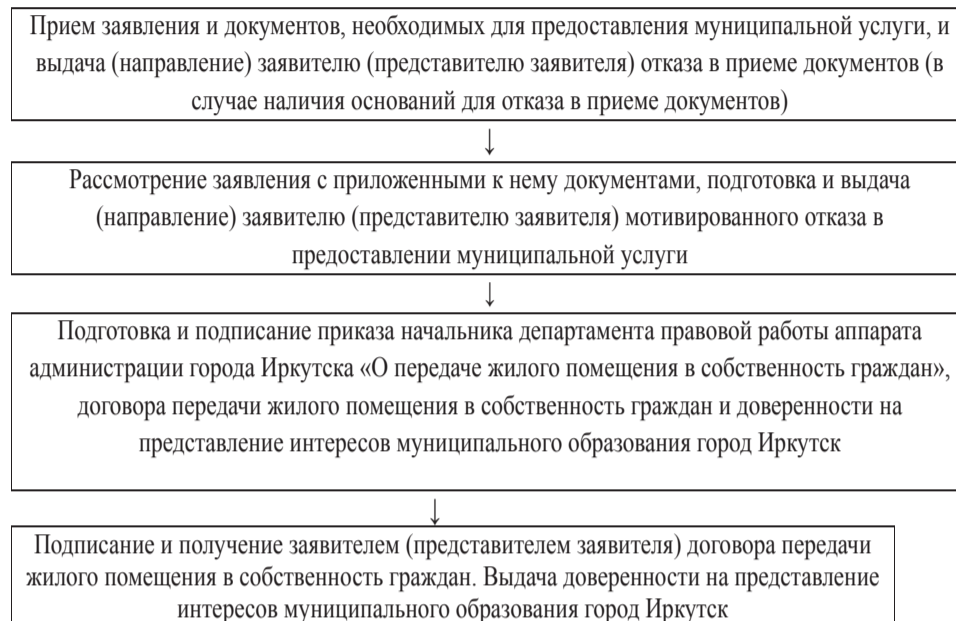 Прием заявления и документов, необходимых для предоставления муниципальной услуги, и
выдача (направление) заявителю (представителю заявителя) отказа в приеме документов (в
случае наличия оснований для отказа в приеме документов)
↓
Рассмотрение заявления с приложенными к нему документами, подготовка и выдача
(направление) заявителю (представителю заявителя) мотивированного отказа в
предоставлении муниципальной услуги
↓
Подготовка и подписание приказа начальника департамента правовой работы аппарата
администрации города Иркутска «О передаче жилого помещения в собственность граждан»,
договора передачи жилого помещения в собственность граждан и доверенности на
представление интересов муниципального образования город Иркутск
↓
Подписание и получение заявителем (представителем заявителя) договора передачи
жилого помещения в собственность граждан. Выдача доверенности на представление
интересов муниципального образования город Иркутск